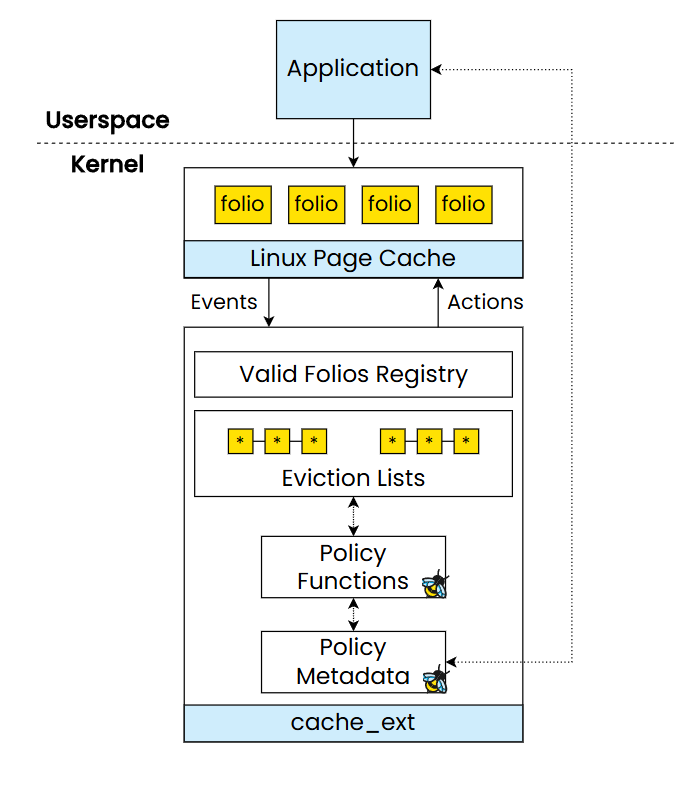 Application
Userspace
Kernel
folio folio folio folio
Linux Page Cache
Events
Actions
Valid Folios Registry
* * * * * *
Eviction Lists
Policy
Functions
Policy
Metadata
cache_ext